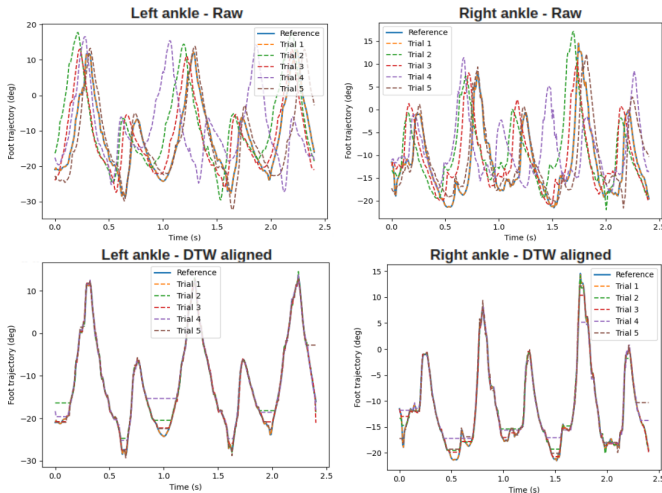 Left ankle - Raw
20
10
0
−10
−20
−30
Foot trajectory (deg)
0.0 0.5 1.0 1.5 2.0 2.5
Time (s)
Reference
Trial 1
Trial 2
Trial 3
Trial 4
Trial 5
Right ankle - Raw
15
10
5
0
−5
−10
−15
−20
Foot trajectory (deg)
0.0 0.5 1.0 1.5 2.0 2.5
Time (s)
Reference
Trial 1
Trial 2
Trial 3
Trial 4
Trial 5
Left ankle - DTW aligned
10
0
−10
−20
−30
Foot trajectory (deg)
0.0 0.5 1.0 1.5 2.0 2.5
Time (s)
Reference
Trial 1
Trial 2
Trial 3
Trial 4
Trial 5
Right ankle - DTW aligned
15
10
5
0
−5
−10
−15
−20
Foot trajectory (deg)
0.0 0.5 1.0 1.5 2.0 2.5
Time (s)
Reference
Trial 1
Trial 2
Trial 3
Trial 4
Trial 5